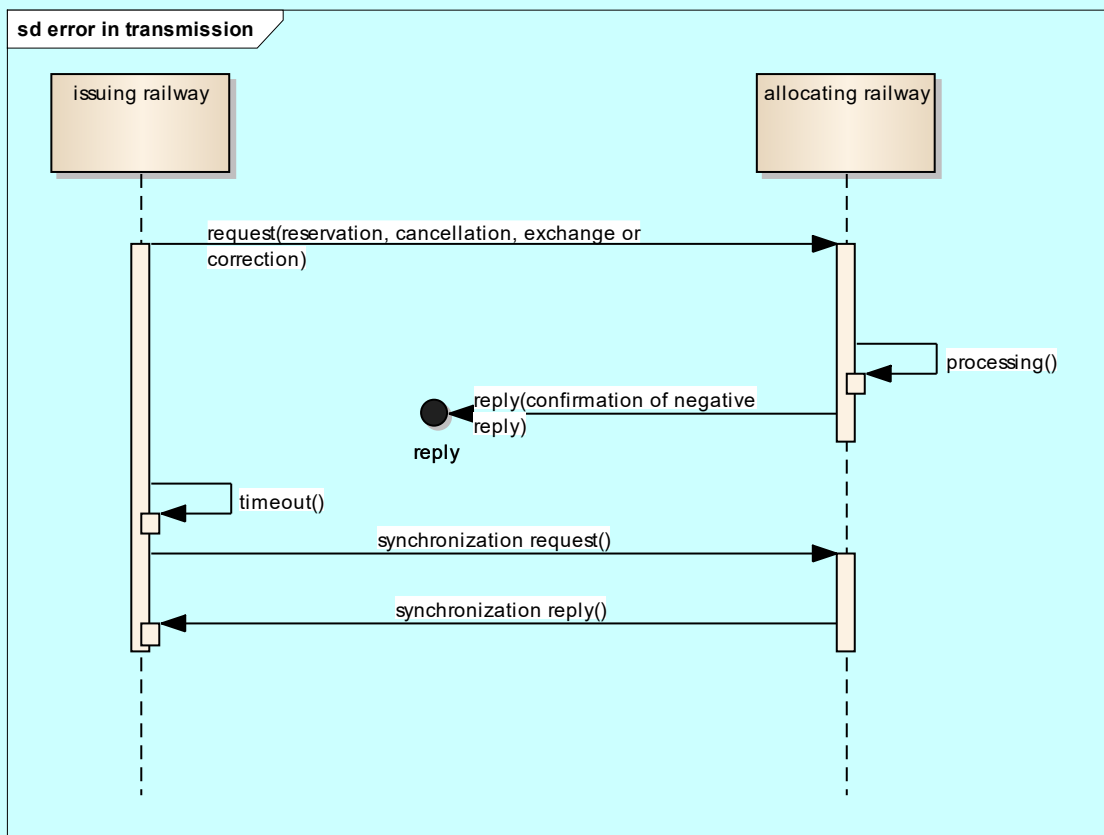 sd error in transmission
issuing railway
allocating railway
request(reservation, cancellation, exchange or
correction)
processing()
reply(confirmation of negative
reply)
reply
timeout()
synchronization request()
synchronization reply()